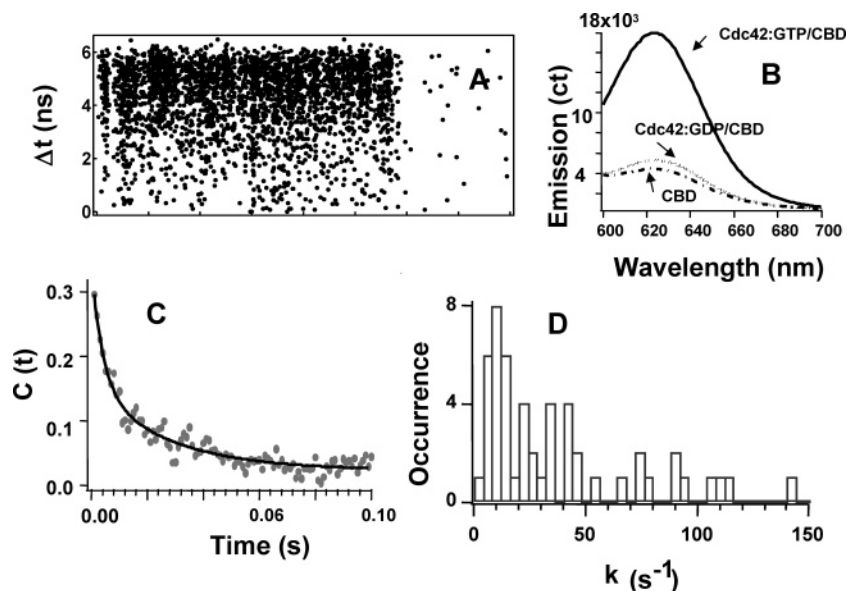 A
Δt (ns)
6
4
2
0
B
18x10³
10
4
Emission (ct)
Cdc42:GTP/CBD
Cdc42:GDP/CBD
CBD
600 620 640 660 680 700
Wavelength (nm)
C
C (t)
0.3
0.2
0.1
0.0
0.00 0.06 0.10
Time (s)
D
Occurrence
8
4
0
0 50 100 150
k (s⁻¹)